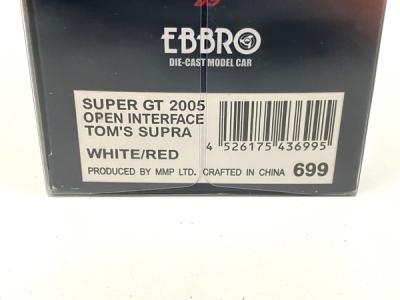 EBBRO
DIE-CAST MODEL CAR
SUPER GT 2005
OPEN INTERFACE
TOM'S SUPRA
WHITE/RED
4 526175 436995
PRODUCED BY MMP LTD. CRAFTED IN CHINA 699